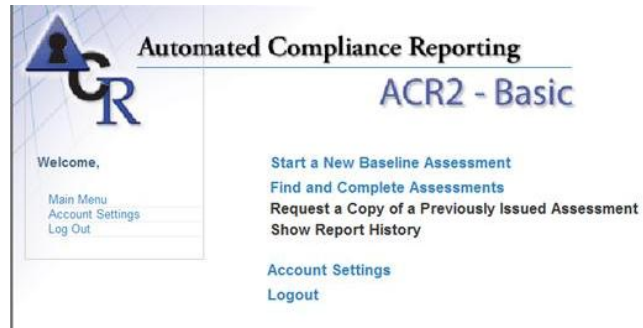 ACR
Automated Compliance Reporting
ACR2 - Basic
Welcome,
Main Menu
Account Settings
Log Out
Start a New Baseline Assessment
Find and Complete Assessments
Request a Copy of a Previously Issued Assessment
Show Report History
Account Settings
Logout